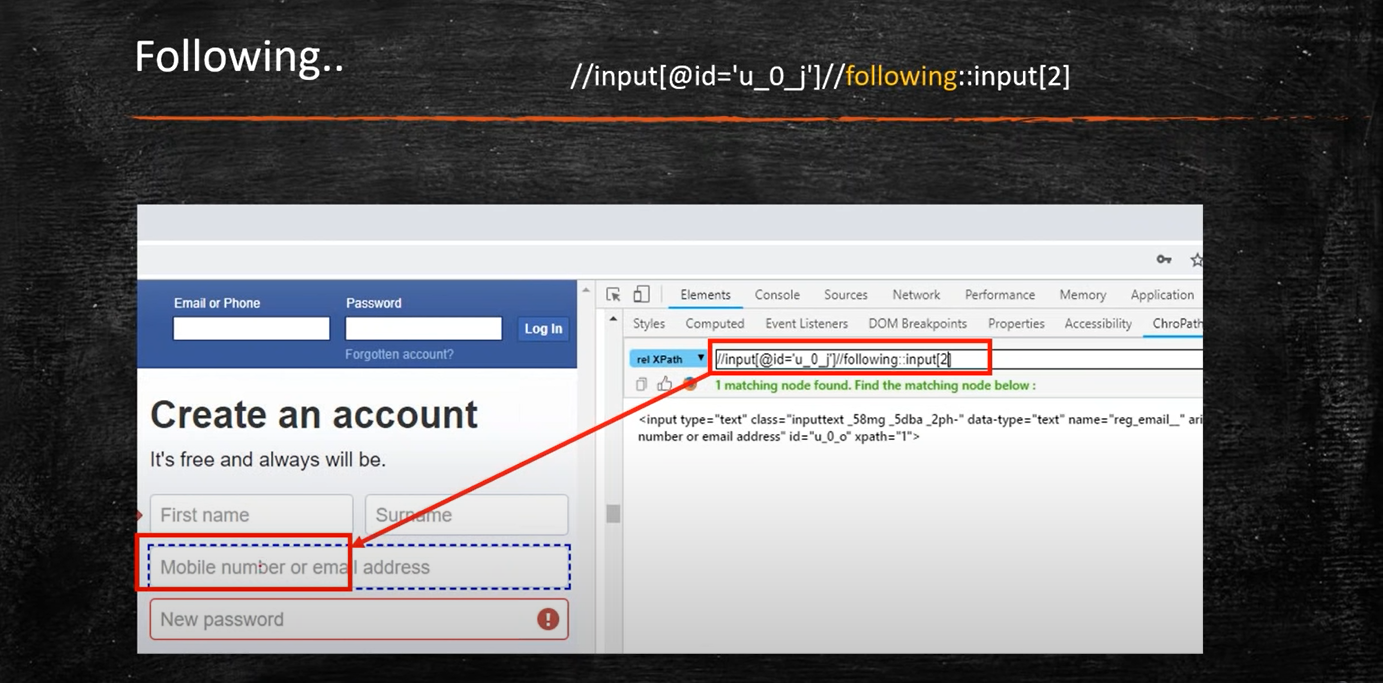 Following..
//input[@id='u_0_j']//following::input[2]
Email or Phone
Password
Log In
Forgotten account?
Create an account
It's free and always will be.
First name
Surname
Mobile number or email address
New password
Elements Console Sources Network Performance Memory Application
Styles Computed Event Listeners DOM Breakpoints Properties Accessibility ChroPath
rel XPath ▼ //input[@id='u_0_j']//following::input[2]
1 matching node found. Find the matching node below :
<input type="text" class="inputtext _58mg _5dba _2ph-" data-type="text" name="reg_email__" ari
number or email address" id="u_0_o" xpath="1">